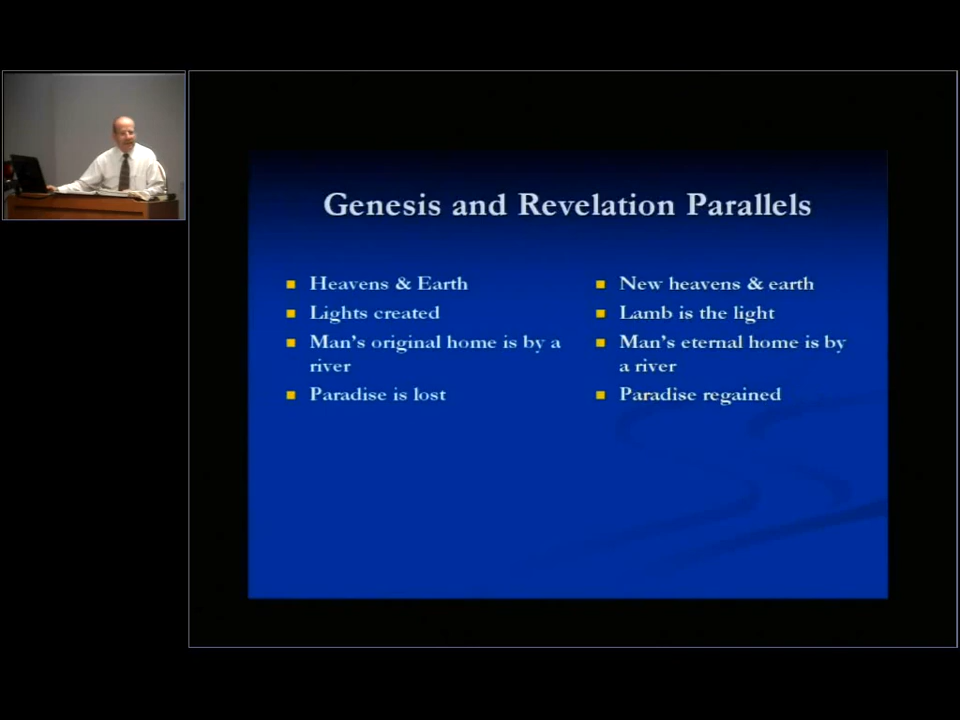 Genesis and Revelation Parallels
Heavens & Earth
Lights created
Man's original home is by a
river
Paradise is lost
New heavens & earth
Lamb is the light
Man's eternal home is by
a river
Paradise regained